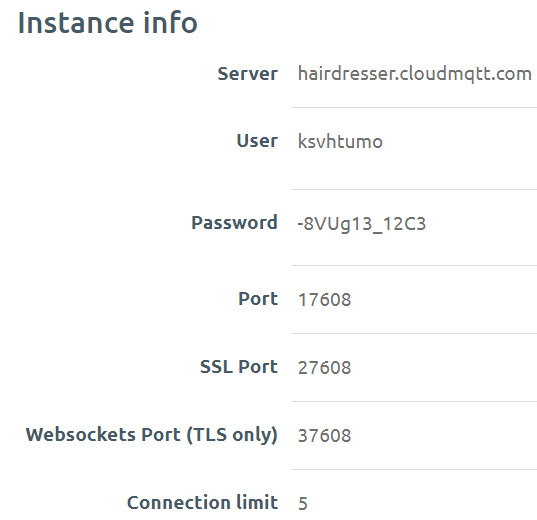 Instance info
Server hairdresser.cloudmqtt.com
User ksvhtumo
Password -8VUg13_12C3
Port 17608
SSL Port 27608
Websockets Port (TLS only) 37608
Connection limit 5